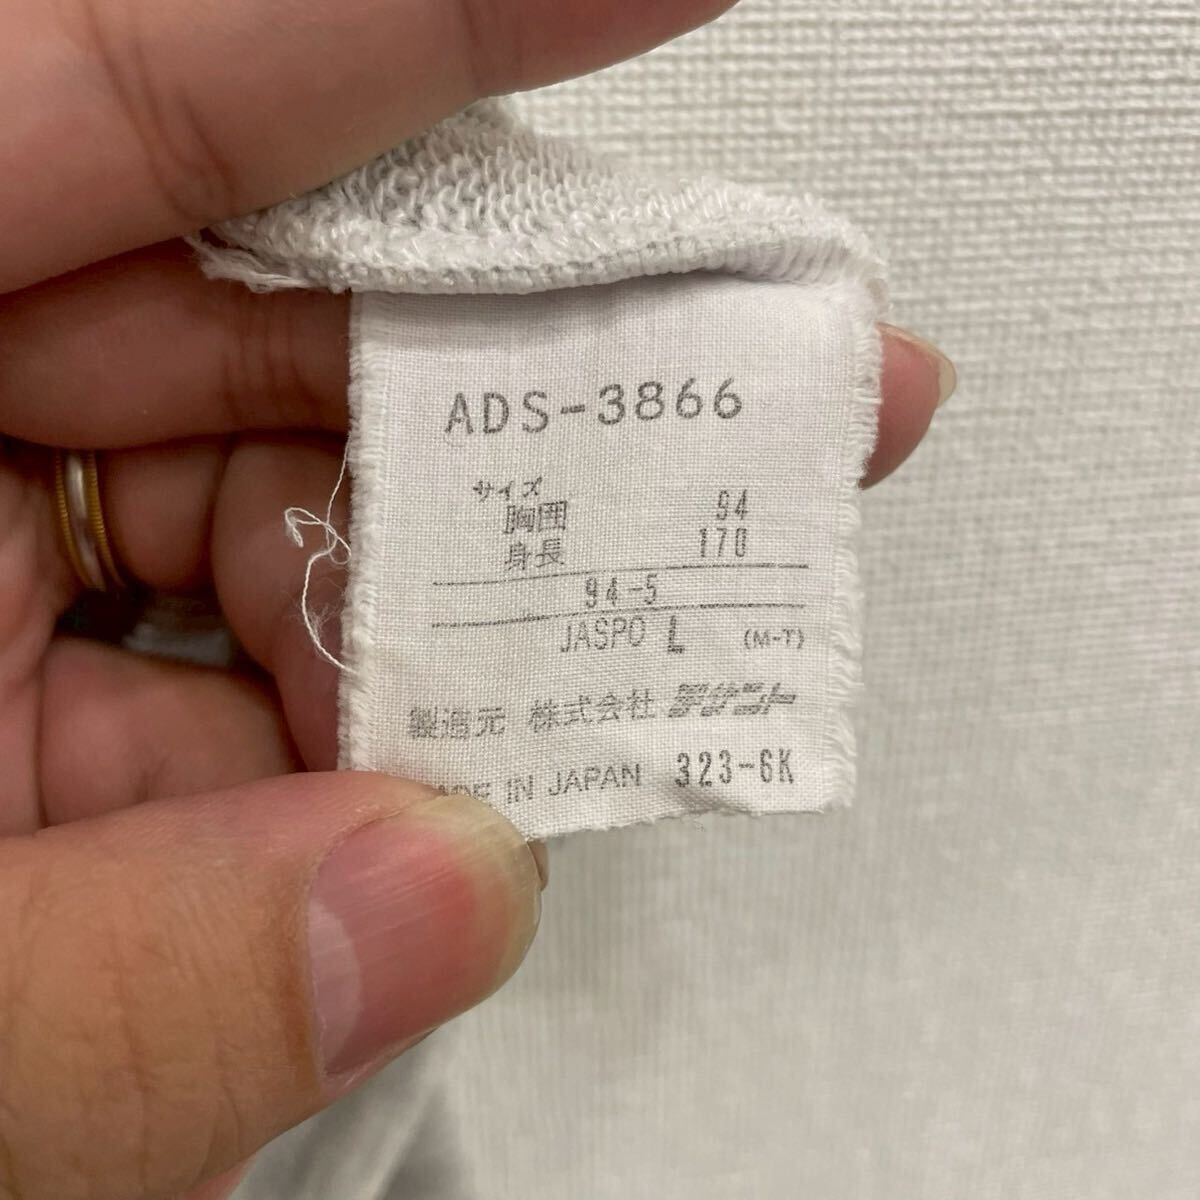 ADS-3866
サイズ
胸囲 94
身長 170
94-5
JASPO L (M-T)
製造元 株式会社 デサント
MADE IN JAPAN 323-6K